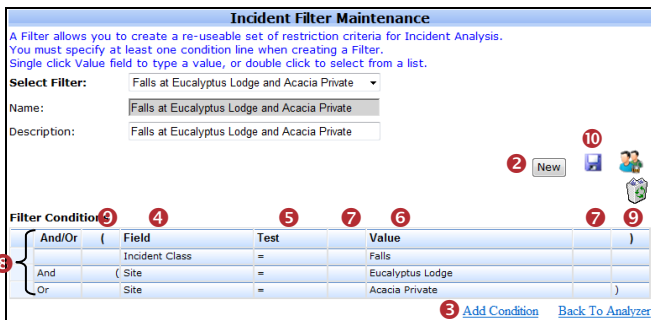 Incident Filter Maintenance
A Filter allows you to create a re-useable set of restriction criteria for Incident Analysis.
You must specify at least one condition line when creating a Filter.
Single click Value field to type a value, or double click to select from a list.
Select Filter: Falls at Eucalyptus Lodge and Acacia Private
Name: Falls at Eucalyptus Lodge and Acacia Private
Description: Falls at Eucalyptus Lodge and Acacia Private
10
2 New
Filter Conditions 9 4 5 7 6 7 9
And/Or ( Field Test Value )
Incident Class = Falls
And ( Site = Eucalyptus Lodge
Or Site = Acacia Private )
3 Add Condition Back To Analyzer